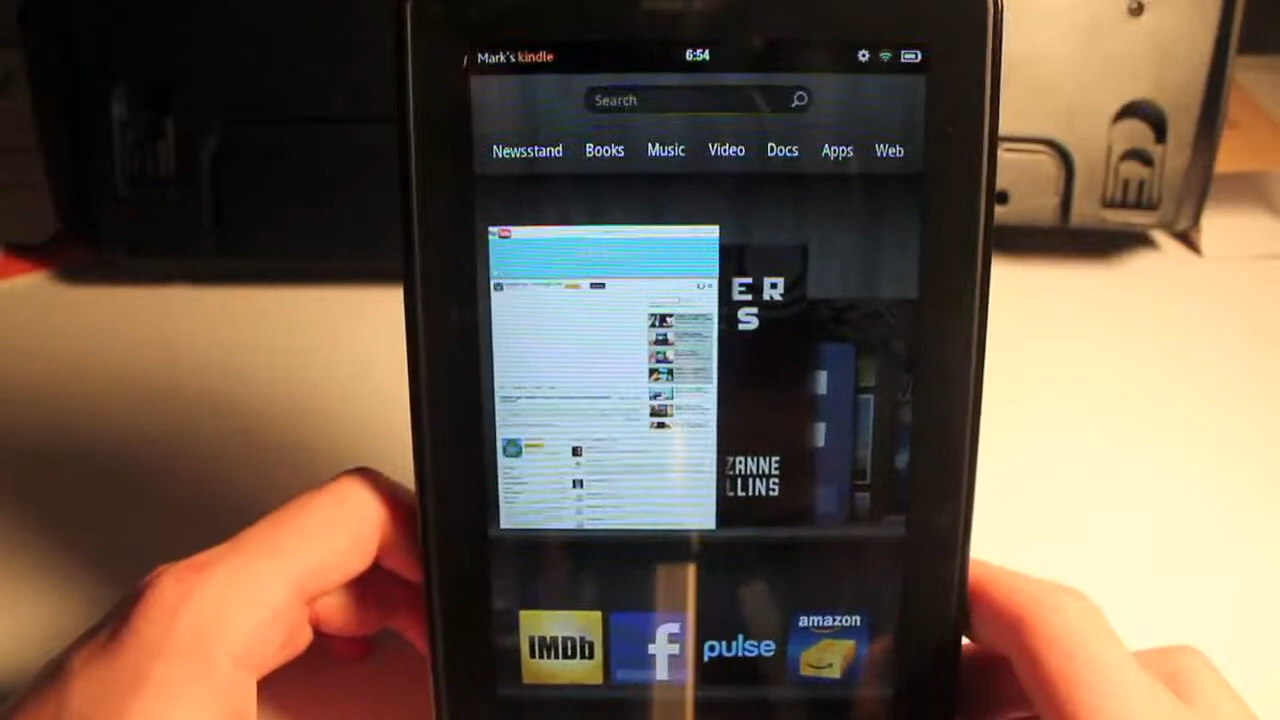 Mark's kindle 6:54
Search
Newsstand Books Music Video Docs Apps Web
ER
S
ZANNE
LLINS
IMDb f pulse amazon